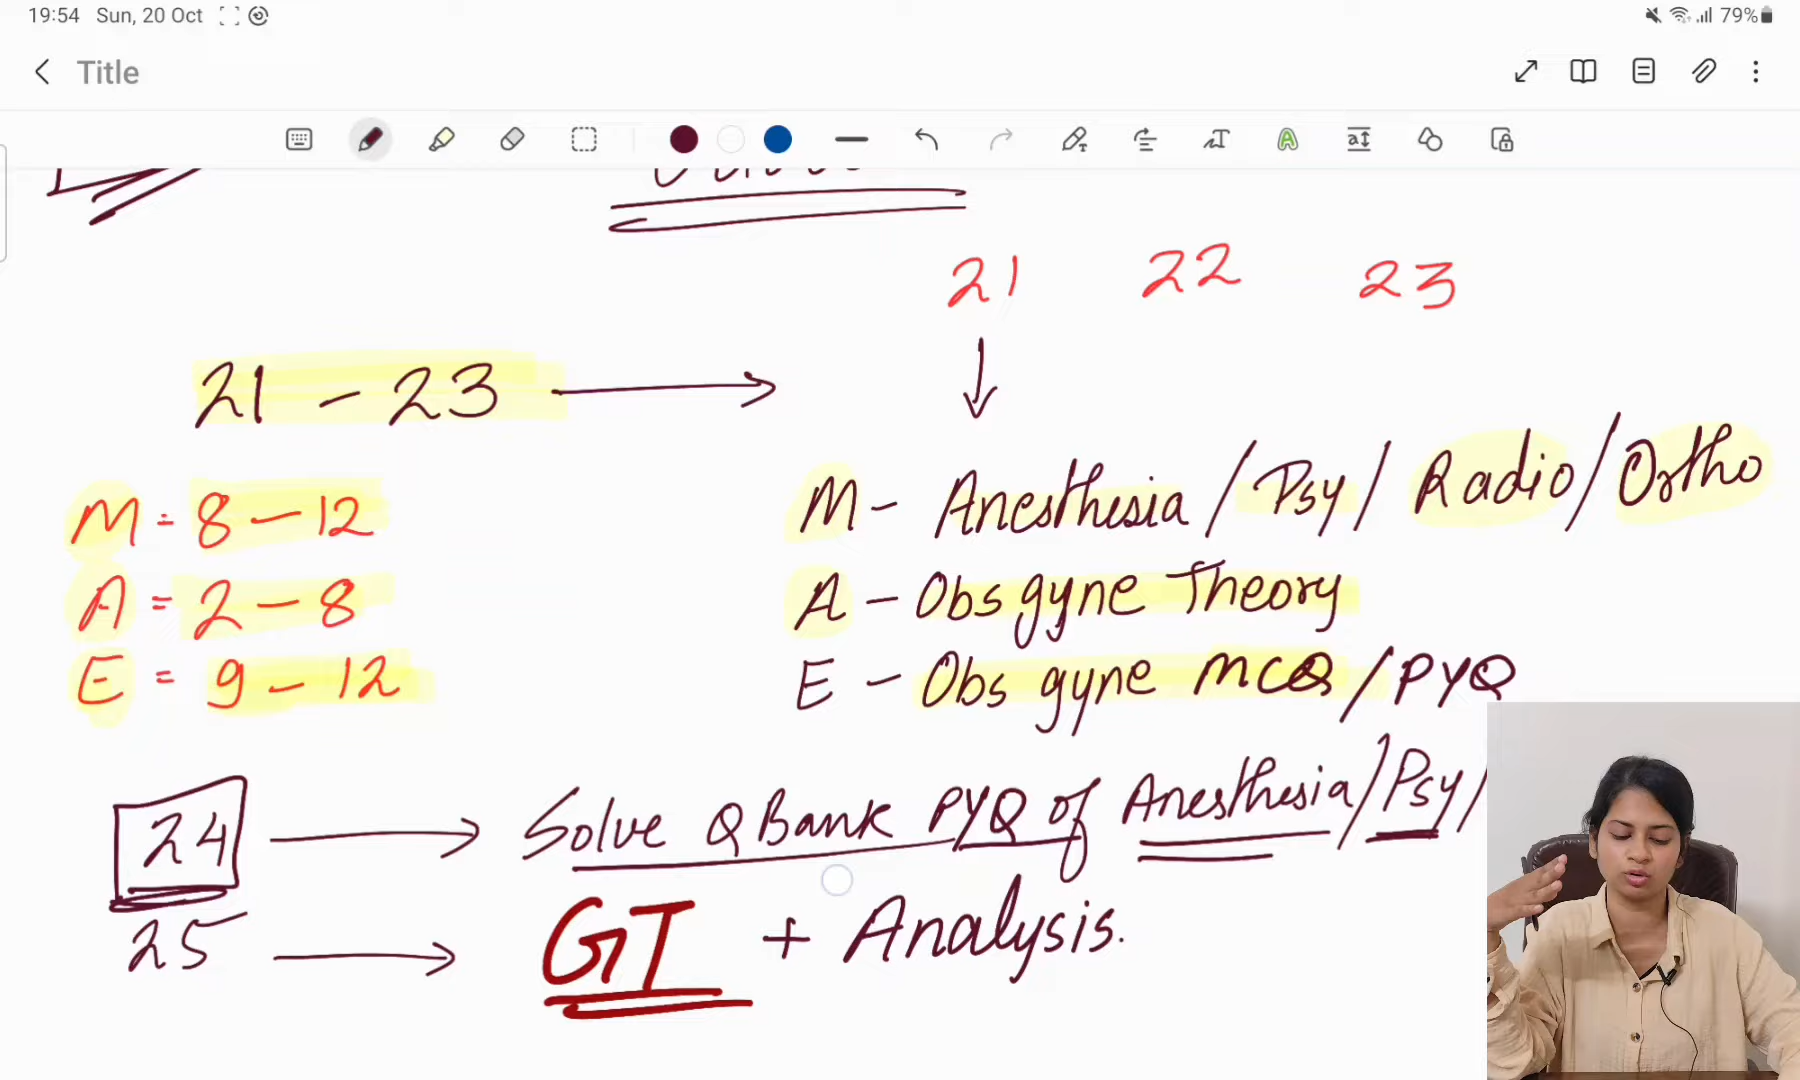 19:54 Sun, 20 Oct 79%
Title
21 22 23
21 - 23
M = 8 - 12
A = 2 - 8
E = 9 - 12
M - Anesthesia / Psy / Radio / Ortho
A - Obs gyne Theory
E - Obs gyne MCQ / PYQ
24 → Solve Q Bank PYQ of Anesthesia / Psy /
25 → GT + Analysis.